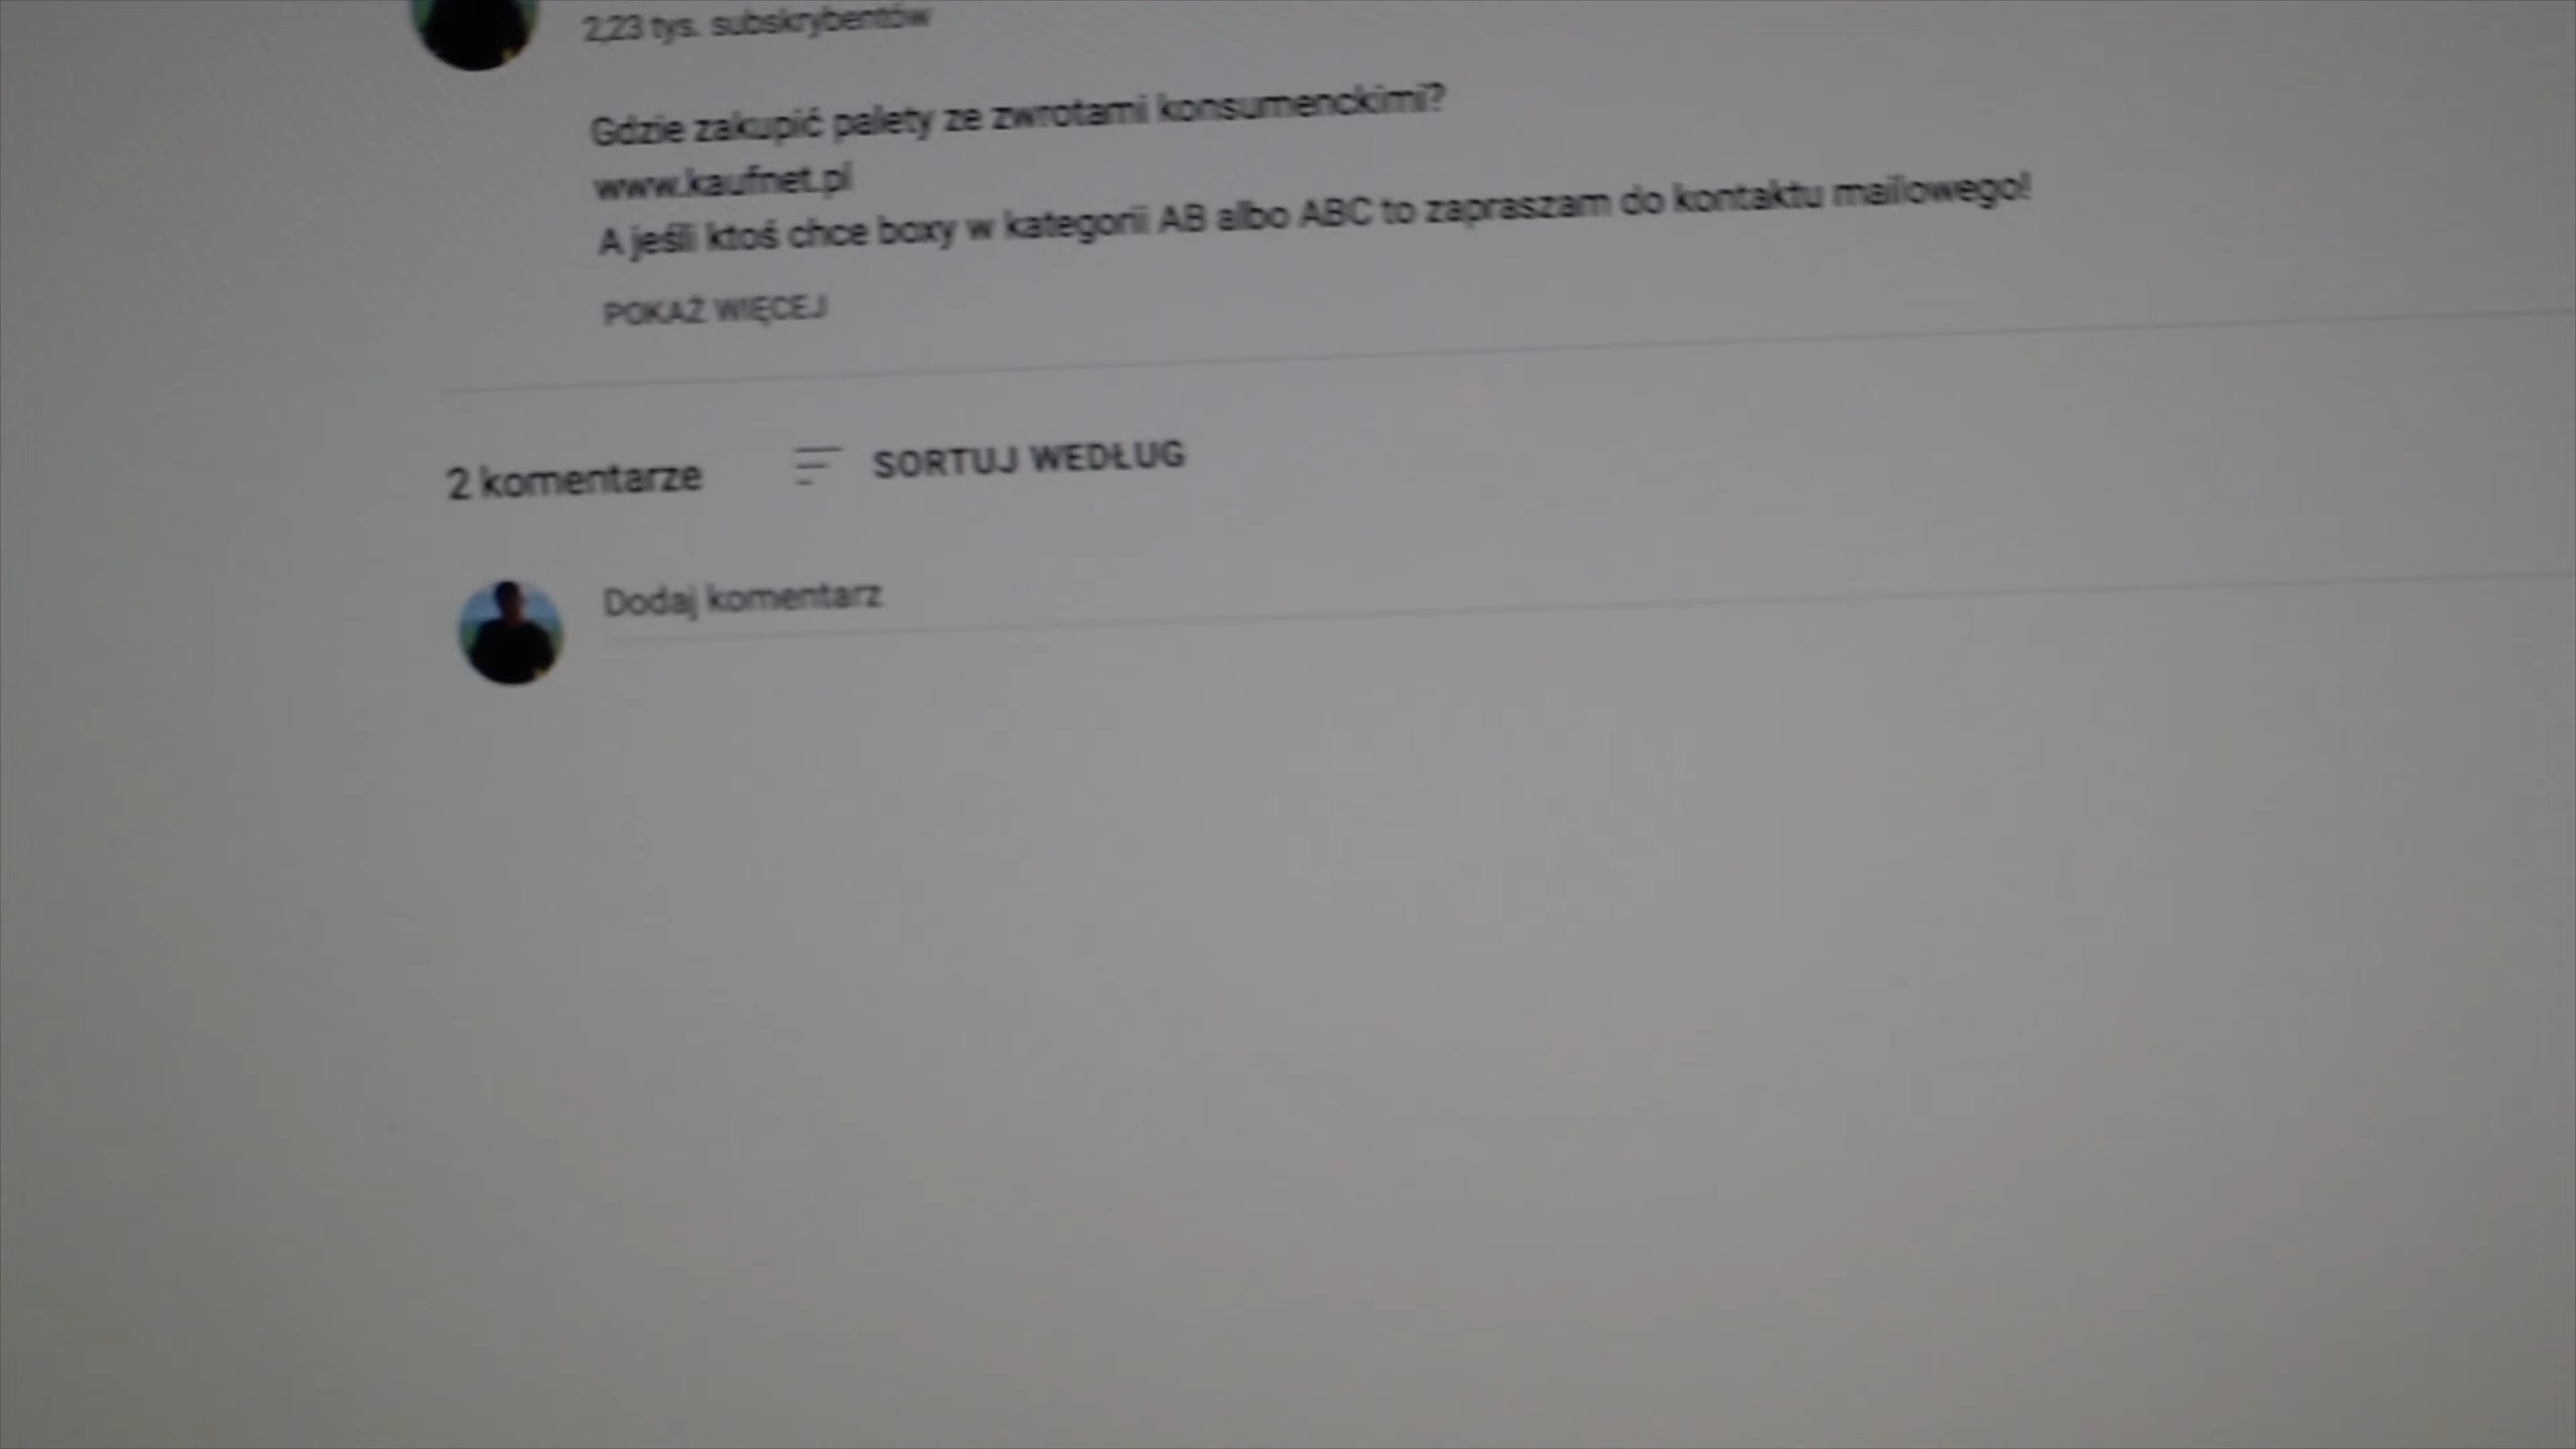 2,23 tys. subskrybentów
Gdzie zakupić palety ze zwrotami konsumenckimi?
www.kaufnet.pl
A jeśli ktoś chce boxy w kategorii AB albo ABC to zapraszam do kontaktu mailowego!
POKAŻ WIĘCEJ
2 komentarze
SORTUJ WEDŁUG
Dodaj komentarz